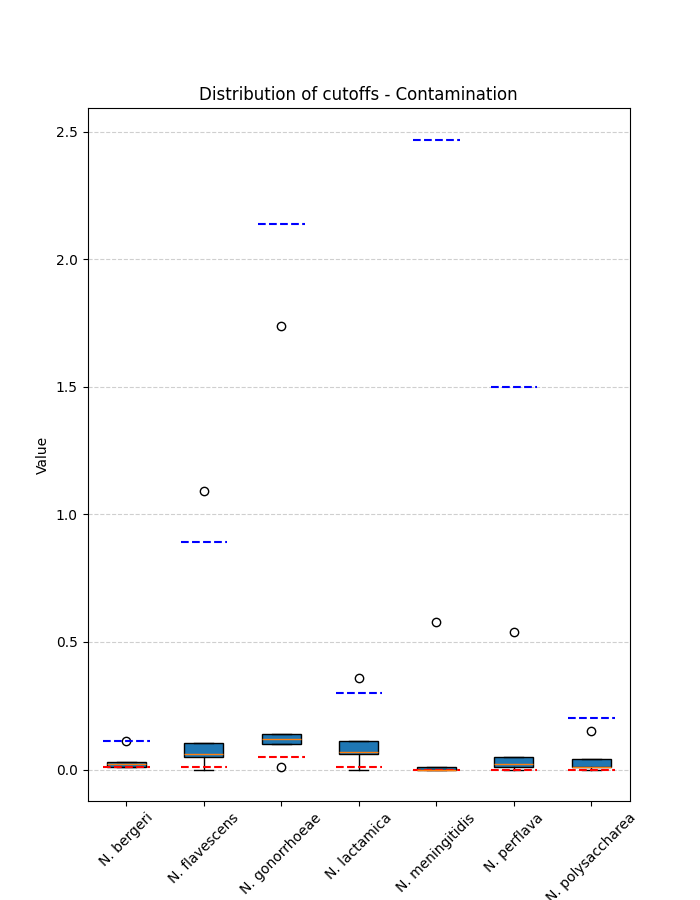 Distribution of cutoffs - Contamination
2.5
2.0
1.5
1.0
0.5
0.0
Value
N. bergeri
N. flavescens
N. gonorrhoeae
N. lactamica
N. meningitidis
N. perflava
N. polysaccharea